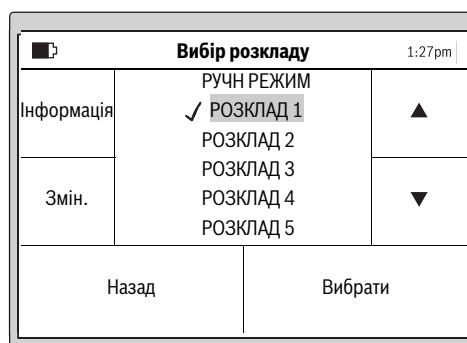 Вибір розкладу 1:27pm
РУЧН РЕЖИМ
Інформація
✓ РОЗКЛАД 1
▲
РОЗКЛАД 2
РОЗКЛАД 3
Змін.
РОЗКЛАД 4
▼
РОЗКЛАД 5
Назад
Вибрати